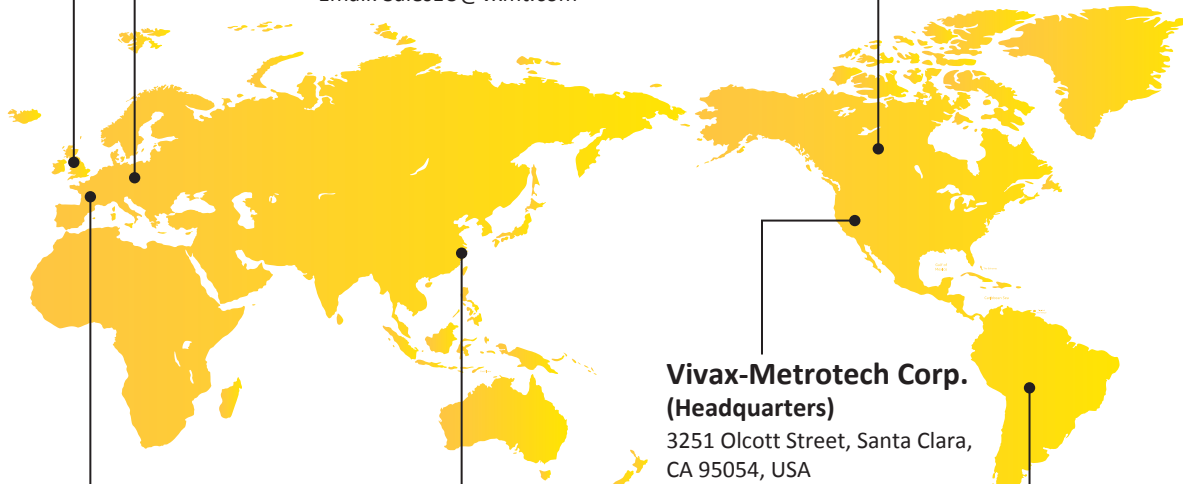 Vivax-Metrotech Corp.
(Headquarters)
3251 Olcott Street, Santa Clara,
CA 95054, USA